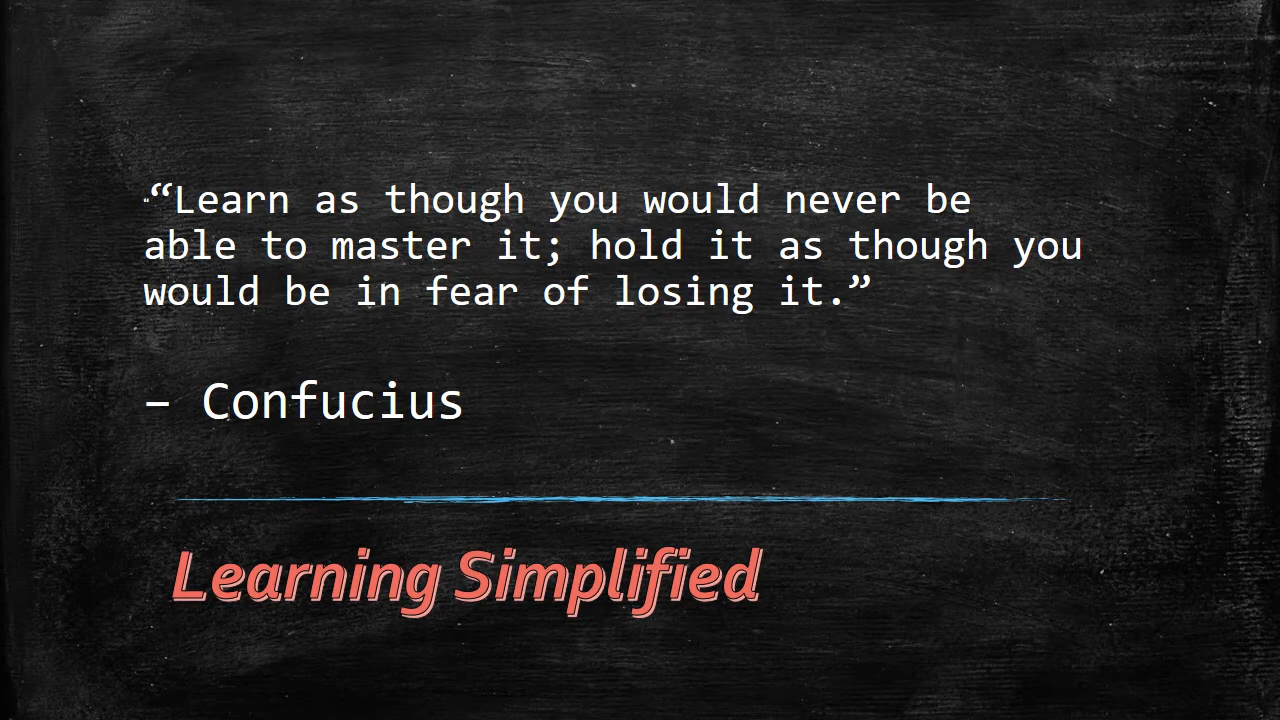 “Learn as though you would never be
able to master it; hold it as though you
would be in fear of losing it.”
– Confucius
Learning Simplified